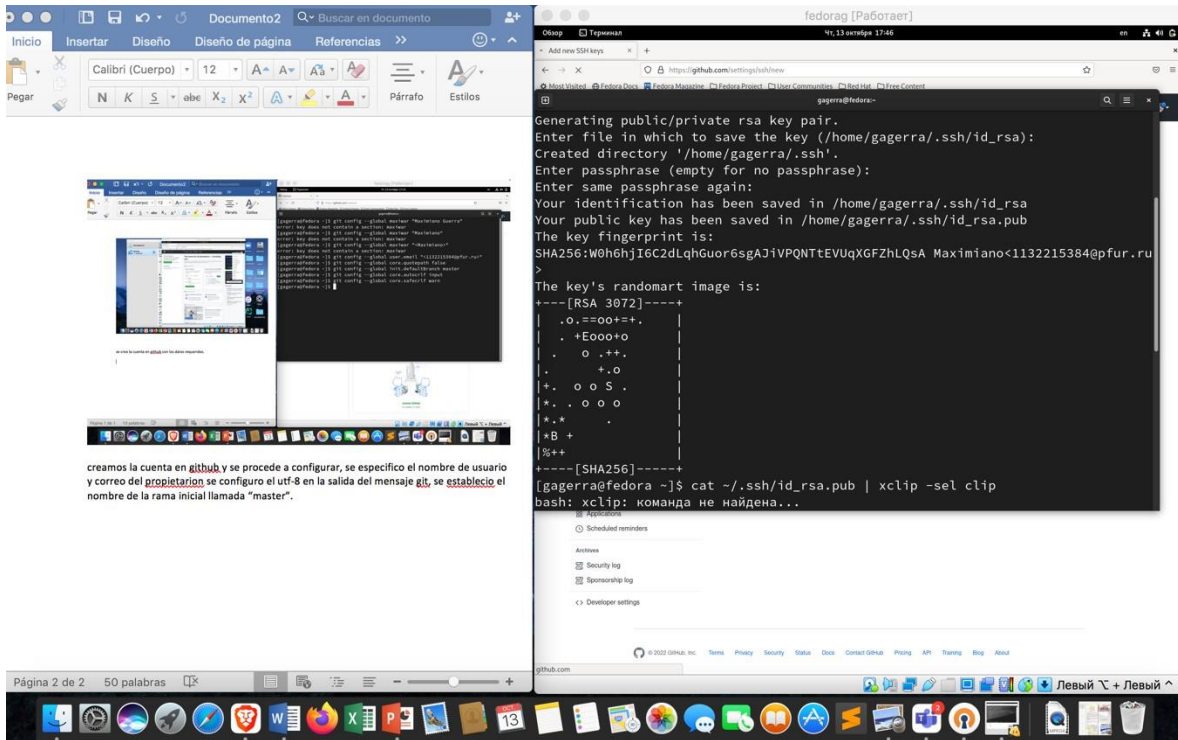 Documento2
Buscar en documento
Inicio
Insertar
Diseño
Diseño de página
Referencias
>>
Calibri (Cuerpo)
12
A▲ A▼
Pegar
N K S abc X₂ X²
A
Párrafo
Estilos
creamos la cuenta en github y se procede a configurar, se especifico el nombre de usuario
y correo del propietarion se configuro el utf-8 en la salida del mensaje git, se establecio el
nombre de la rama inicial llamada “master”.
Página 2 de 2
50 palabras
fedorag [Работает]
Обзор
Терминал
Чт, 13 октября 17:46
en
Add new SSH keys
https://github.com/settings/ssh/new
Most Visited
Fedora Docs
Fedora Magazine
Fedora Project
User Communities
Red Hat
Free Content
gagerra@fedora:~
Generating public/private rsa key pair.
Enter file in which to save the key (/home/gagerra/.ssh/id_rsa):
Created directory '/home/gagerra/.ssh'.
Enter passphrase (empty for no passphrase):
Enter same passphrase again:
Your identification has been saved in /home/gagerra/.ssh/id_rsa
Your public key has been saved in /home/gagerra/.ssh/id_rsa.pub
The key fingerprint is:
SHA256:W0h6hjI6C2dLqhGuor6sgAJiVPQNTtEVUqXGFZhLQsA Maximiano<1132215384@pfur.ru
>
The key's randomart image is:
+---[RSA 3072]----+
|  .o.==oo+=+.    |
|  . +Eooo+o      |
| .   o .++.      |
|.      +.o       |
|+.  o o S .      |
|*. . o o o       |
|*.*     .        |
|*B +             |
|%++              |
+----[SHA256]-----+
[gagerra@fedora ~]$ cat ~/.ssh/id_rsa.pub | xclip -sel clip
bash: xclip: команда не найдена...
Applications
Scheduled reminders
Archives
Security log
Sponsorship log
Developer settings
© 2022 GitHub, Inc.
Terms
Privacy
Security
Status
Docs
Contact GitHub
Pricing
API
Training
Blog
About
github.com
Левый ⌥ + Левый ^
OCT
13